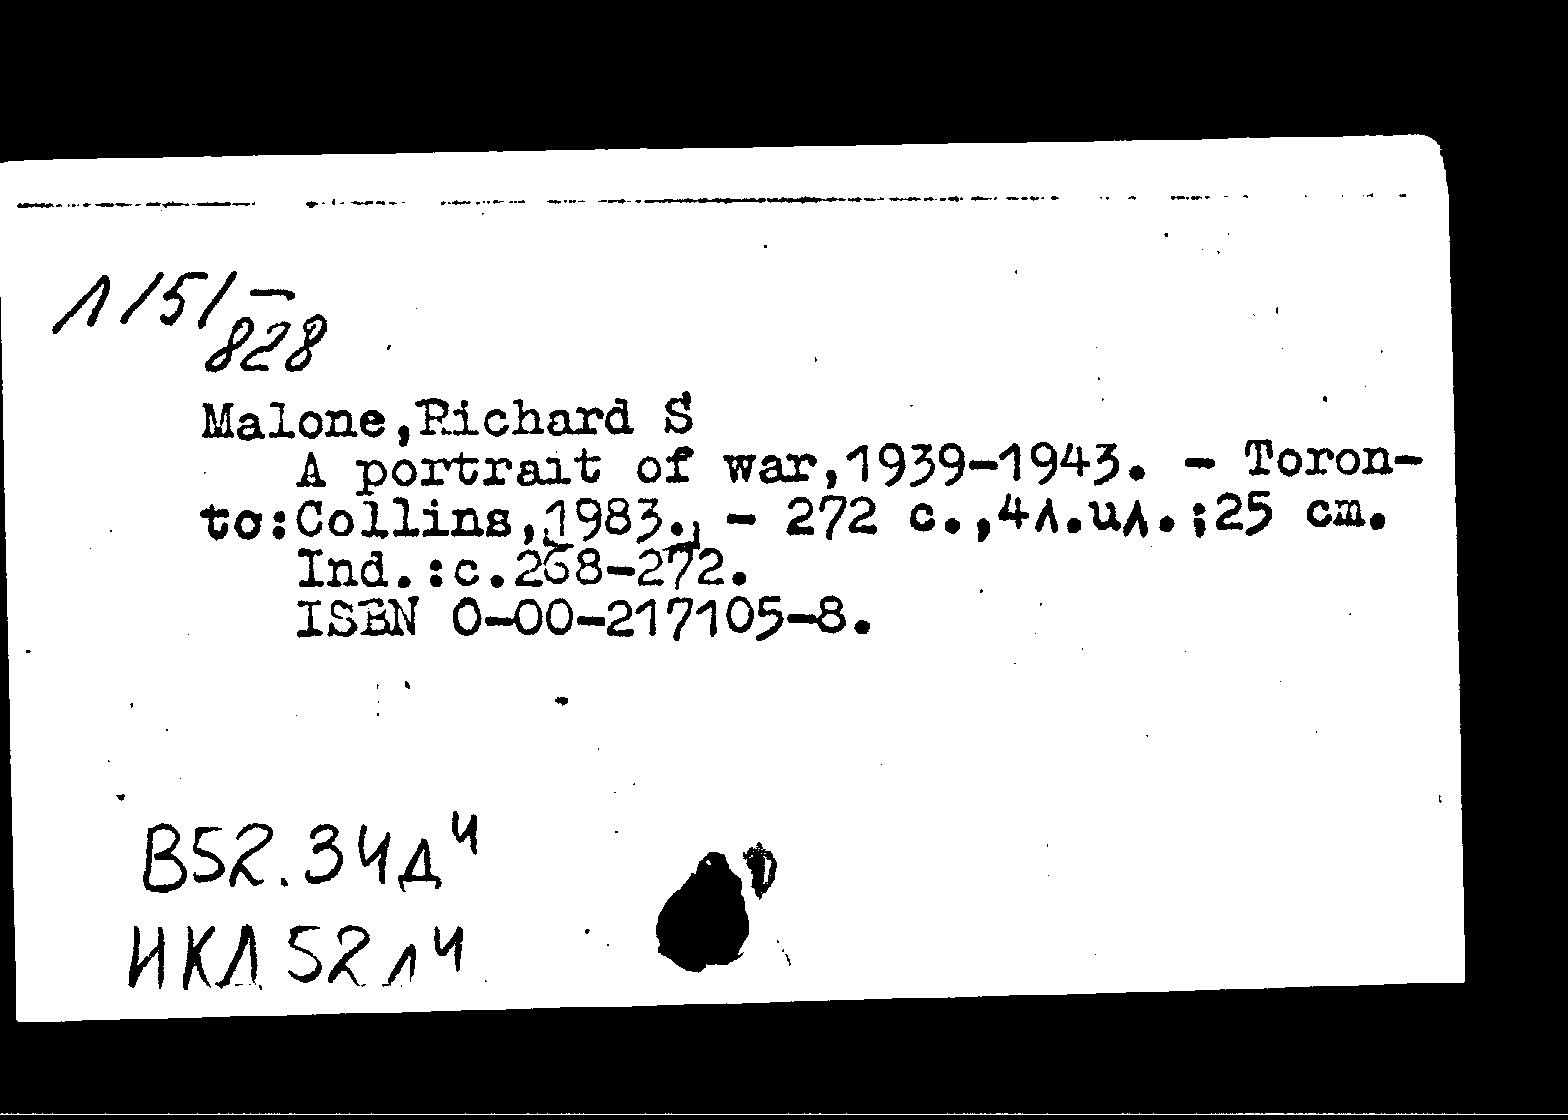 Л/5/—
828
Malone,Richard S
A portrait of war,1939-1943. - Toron-
to:Collins,1983. - 272 c.,4л.ил.;25 cm.
Ind.:c.268-272.
ISBN 0-00-217105-8.
В52.34д4
ИКЛ52л4